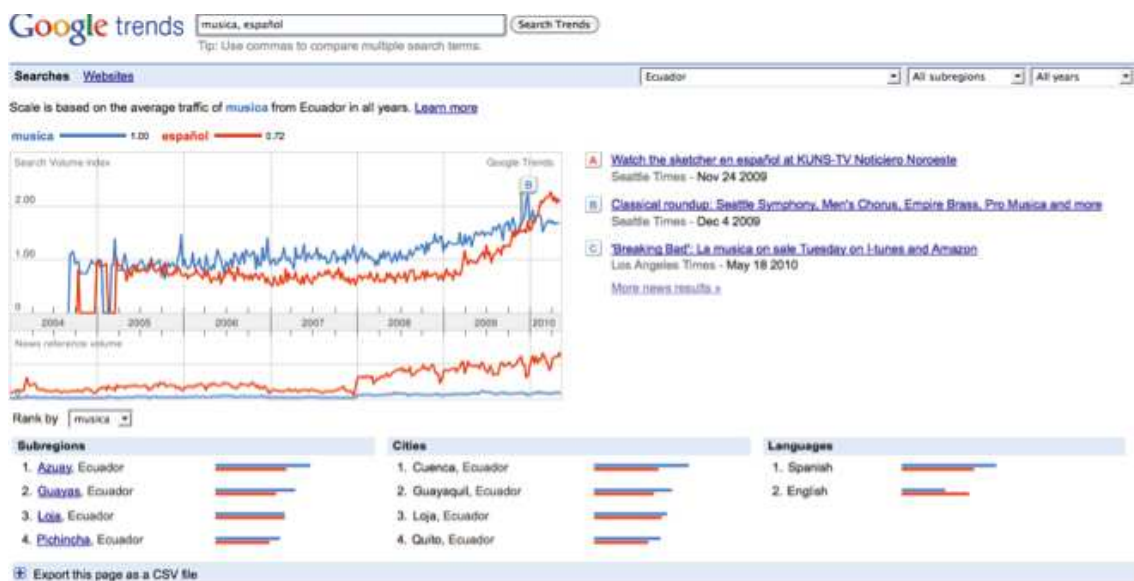 Google trends
musica, español
Search Trends
Tip: Use commas to compare multiple search terms.
Searches Websites
Ecuador
All subregions
All years
Scale is based on the average traffic of musica from Ecuador in all years. Learn more
musica 1.00 español 0.72
Search Volume index
Google Trends
B
2.00
1.00
0
2004 2005 2006 2007 2008 2009 2010
News reference volume
0
A Watch the sketcher en español at KUNS-TV Noticiero Noroeste
Seattle Times - Nov 24 2009
B Classical roundup: Seattle Symphony, Men's Chorus, Empire Brass, Pro Musica and more
Seattle Times - Dec 4 2009
C 'Breaking Bad': La musica on sale Tuesday on I-tunes and Amazon
Los Angeles Times - May 18 2010
More news results »
Rank by musica
Subregions
1. Azuay, Ecuador
2. Guayas, Ecuador
3. Loja, Ecuador
4. Pichincha, Ecuador
Cities
1. Cuenca, Ecuador
2. Guayaquil, Ecuador
3. Loja, Ecuador
4. Quito, Ecuador
Languages
1. Spanish
2. English
Export this page as a CSV file